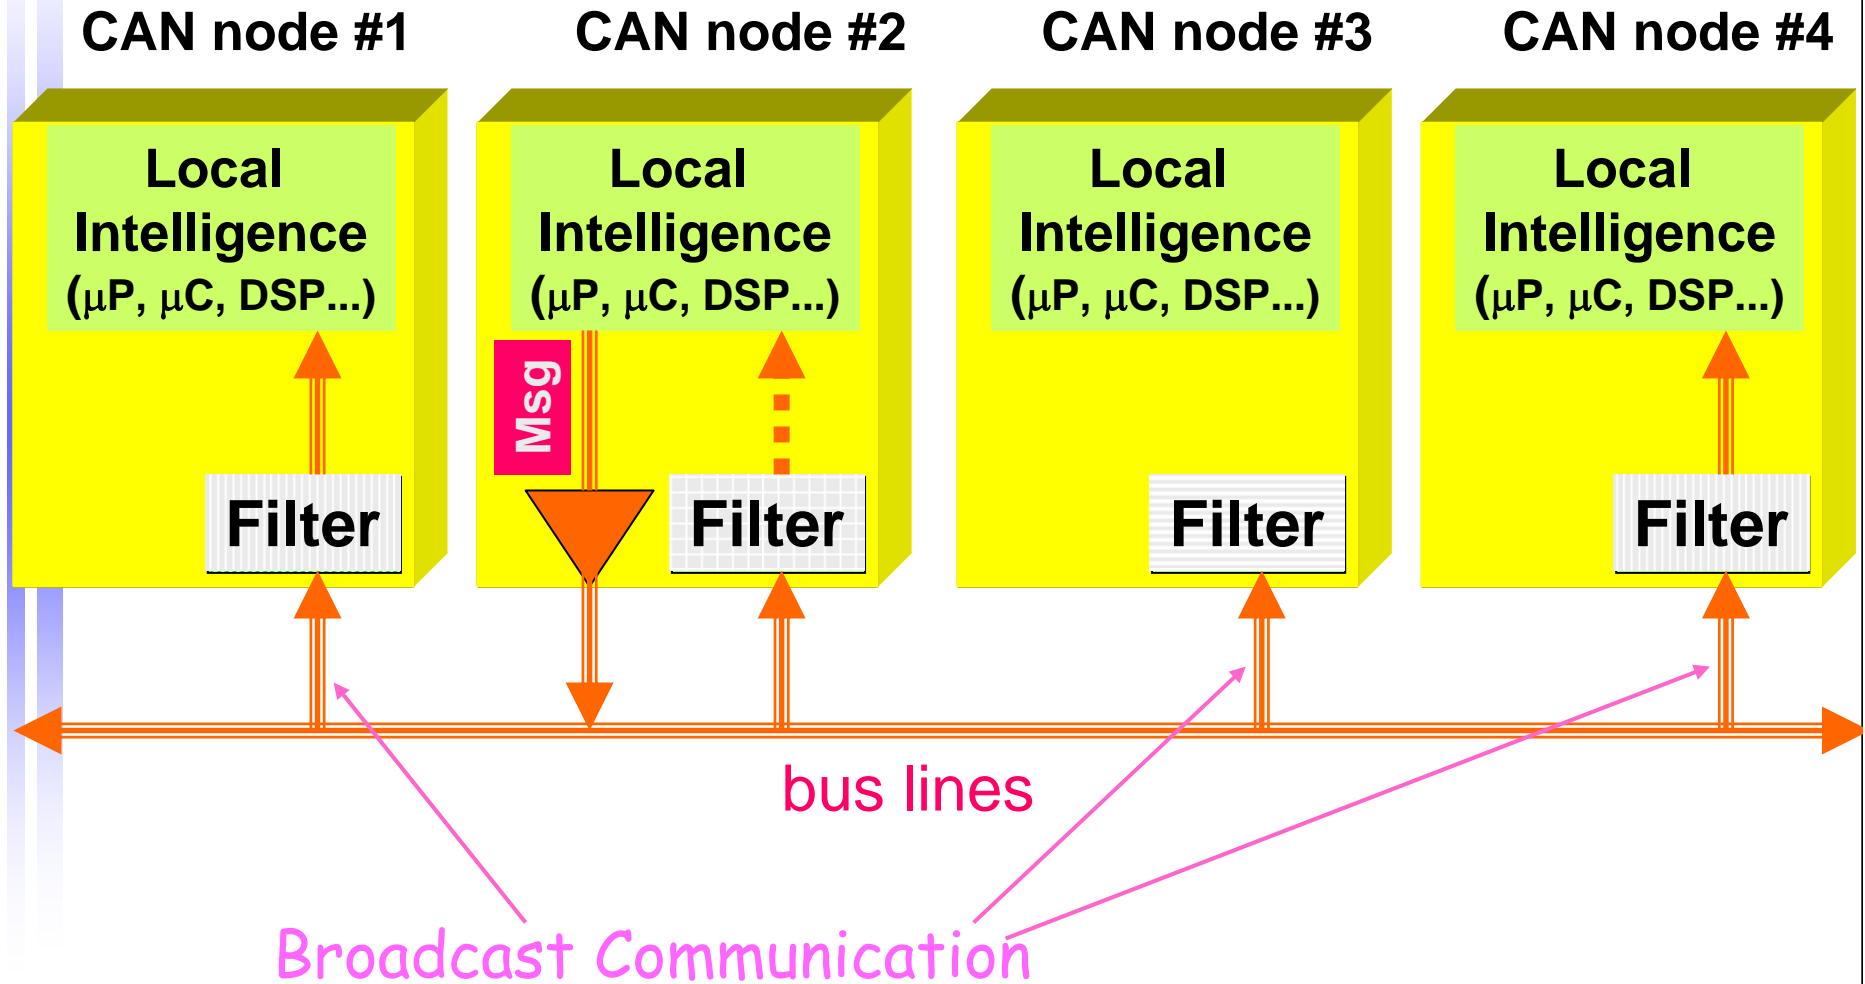 CAN node #1
CAN node #2
CAN node #3
CAN node #4
Local
Intelligence
(μP, μC, DSP...)
Local
Intelligence
(μP, μC, DSP...)
Local
Intelligence
(μP, μC, DSP...)
Local
Intelligence
(μP, μC, DSP...)
Msg
Filter
Filter
Filter
Filter
bus lines
Broadcast Communication